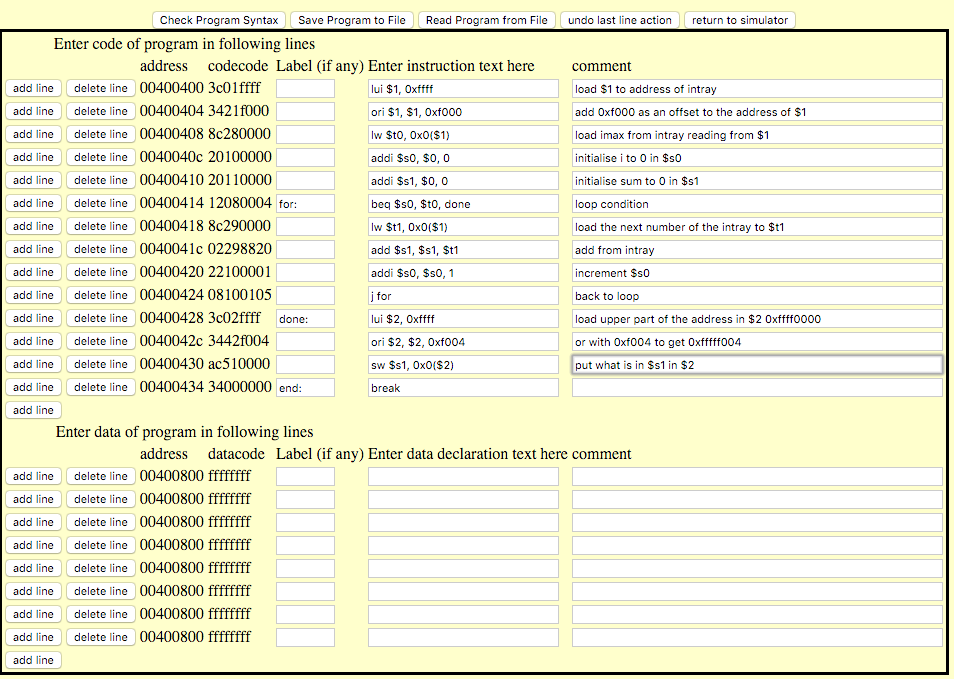 Check Program Syntax Save Program to File Read Program from File undo last line action return to simulator
Enter code of program in following lines
address codecode Label (if any) Enter instruction text here comment
add line delete line 00400400 3c01ffff lui $1, 0xffff load $1 to address of intray
add line delete line 00400404 3421f000 ori $1, $1, 0xf000 add 0xf000 as an offset to the address of $1
add line delete line 00400408 8c280000 lw $t0, 0x0($1) load imax from intray reading from $1
add line delete line 0040040c 20100000 addi $s0, $0, 0 initialise i to 0 in $s0
add line delete line 00400410 20110000 addi $s1, $0, 0 initialise sum to 0 in $s1
add line delete line 00400414 12080004 for: beq $s0, $t0, done loop condition
add line delete line 00400418 8c290000 lw $t1, 0x0($1) load the next number of the intray to $t1
add line delete line 0040041c 02298820 add $s1, $s1, $t1 add from intray
add line delete line 00400420 22100001 addi $s0, $s0, 1 increment $s0
add line delete line 00400424 08100105 j for back to loop
add line delete line 00400428 3c02ffff done: lui $2, 0xffff load upper part of the address in $2 0xffff0000
add line delete line 0040042c 3442f004 ori $2, $2, 0xf004 or with 0xf004 to get 0xfffff004
add line delete line 00400430 ac510000 sw $s1, 0x0($2) put what is in $s1 in $2
add line delete line 00400434 34000000 end: break
add line
Enter data of program in following lines
address datacode Label (if any) Enter data declaration text here comment
add line delete line 00400800 ffffffff
add line delete line 00400800 ffffffff
add line delete line 00400800 ffffffff
add line delete line 00400800 ffffffff
add line delete line 00400800 ffffffff
add line delete line 00400800 ffffffff
add line delete line 00400800 ffffffff
add line delete line 00400800 ffffffff
add line